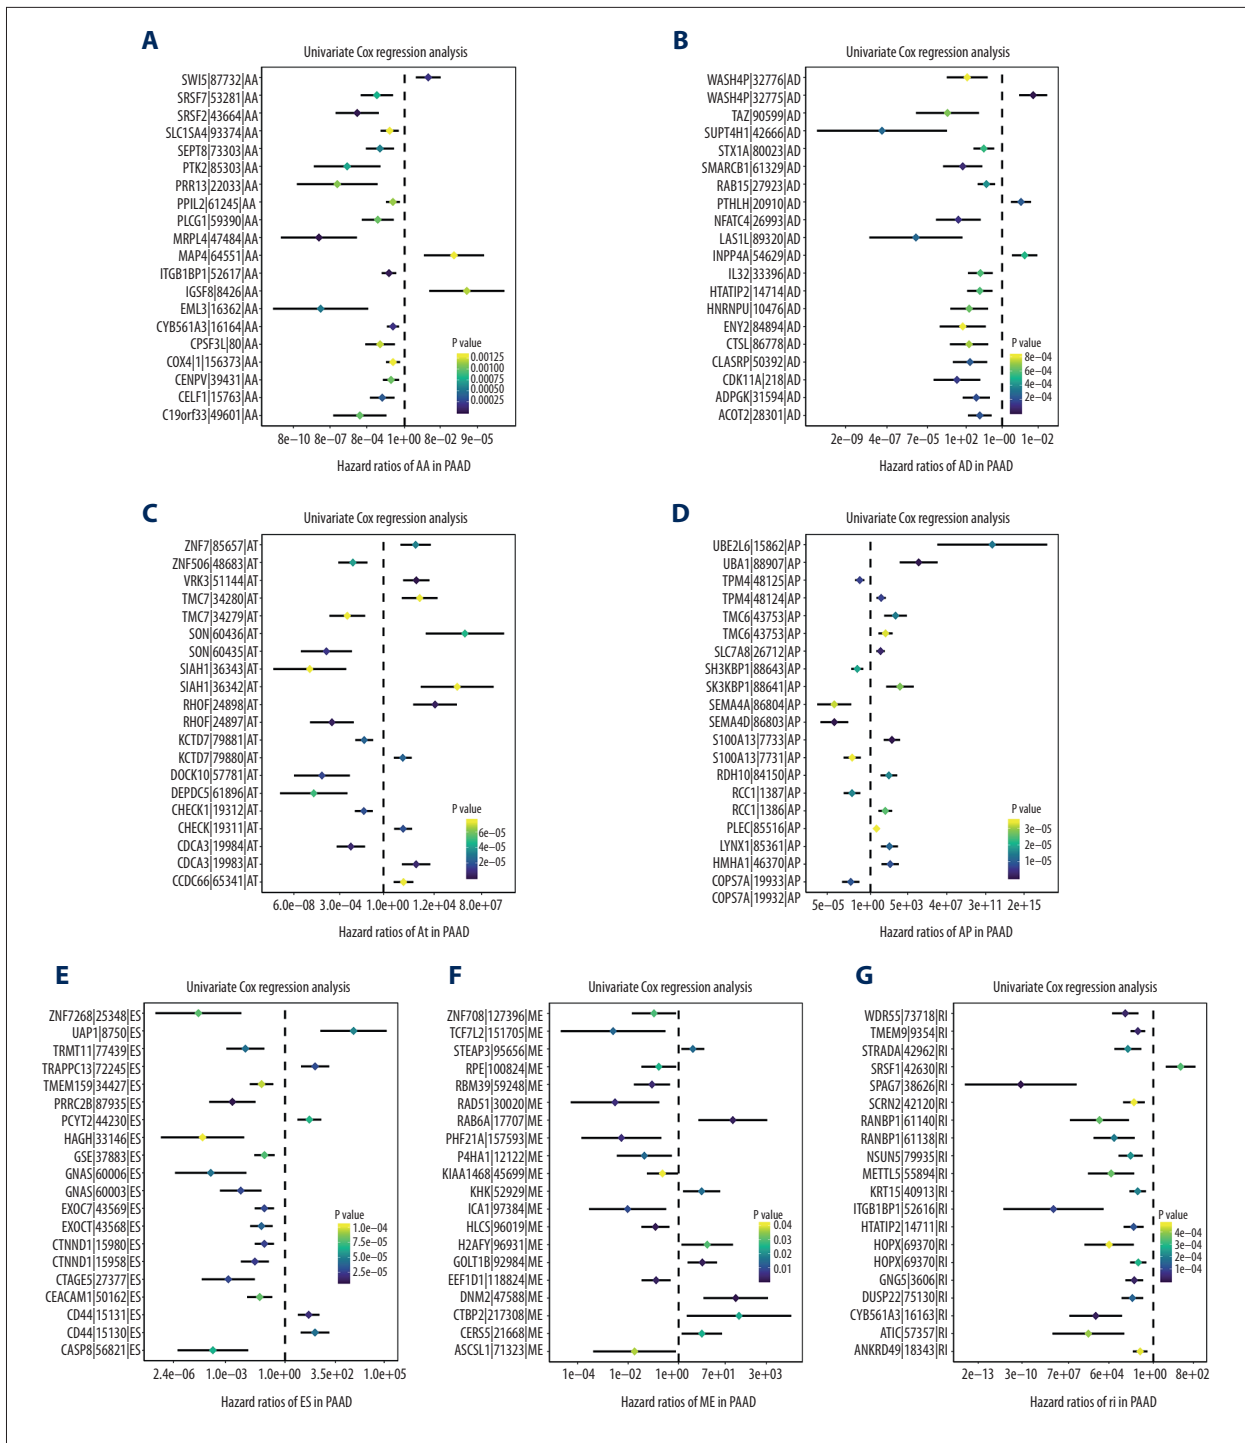 A
Univariate Cox regression analysis
SWI5|87732|AA
SRSF7|53281|AA
SRSF2|43664|AA
SLC1SA4|93374|AA
SEPT8|73303|AA
PTK2|85303|AA
PRR13|22033|AA
PPIL2|61245|AA
PLCG1|59390|AA
MRPL4|47484|AA
MAP4|64551|AA
ITGB1BP1|52617|AA
IGSF8|8426|AA
EML3|16362|AA
CYB561A3|16164|AA
CPSF3L|80|AA
COX4|1|156373|AA
CENPV|39431|AA
CELF1|15763|AA
C19orf33|49601|AA
P value
0.00125
0.00100
0.00075
0.00050
0.00025
8e–10 8e–07 8e–04 1e+00 8e–02 9e–05
Hazard ratios of AA in PAAD
B
Univariate Cox regression analysis
WASH4P|32776|AD
WASH4P|32775|AD
TAZ|90599|AD
SUPT4H1|42666|AD
STX1A|80023|AD
SMARCB1|61329|AD
RAB15|27923|AD
PTHLH|20910|AD
NFATC4|26993|AD
LAS1L|89320|AD
INPP4A|54629|AD
IL32|33396|AD
HTATIP2|14714|AD
HNRNPU|10476|AD
ENY2|84894|AD
CTSL|86778|AD
CLASRP|50392|AD
CDK11A|218|AD
ADPGK|31594|AD
ACOT2|28301|AD
P value
8e–04
6e–04
4e–04
2e–04
2e–09 4e–07 7e–05 1e+02 1e–00 1e–02
Hazard ratios of AD in PAAD
C
Univariate Cox regression analysis
ZNF7|85657|AT
ZNF506|48683|AT
VRK3|51144|AT
TMC7|34280|AT
TMC7|34279|AT
SON|60436|AT
SON|60435|AT
SIAH1|36343|AT
SIAH1|36342|AT
RHOF|24898|AT
RHOF|24897|AT
KCTD7|79881|AT
KCTD7|79880|AT
DOCK10|57781|AT
DEPDC5|61896|AT
CHECK1|19312|AT
CHECK|19311|AT
CDCA3|19984|AT
CDCA3|19983|AT
CCDC66|65341|AT
P value
6e–05
4e–05
2e–05
6.0e–08 3.0e–04 1.0e+00 1.2e+04 8.0e+07
Hazard ratios of At in PAAD
D
Univariate Cox regression analysis
UBE2L6|15862|AP
UBA1|88907|AP
TPM4|48125|AP
TPM4|48124|AP
TMC6|43753|AP
TMC6|43753|AP
SLC7A8|26712|AP
SH3KBP1|88643|AP
SK3KBP1|88641|AP
SEMA4A|86804|AP
SEMA4D|86803|AP
S100A13|7733|AP
S100A13|7731|AP
RDH10|84150|AP
RCC1|1387|AP
RCC1|1386|AP
PLEC|85516|AP
LYNX1|85361|AP
HMHA1|46370|AP
COPS7A|19933|AP
COPS7A|19932|AP
P value
3e–05
2e–05
1e–05
5e–05 1e+00 5e+03 4e+07 3e+11 2e+15
Hazard ratios of AP in PAAD
E
Univariate Cox regression analysis
ZNF7268|25348|ES
UAP1|8750|ES
TRMT11|77439|ES
TRAPPC13|72245|ES
TMEM159|34427|ES
PRRC2B|87935|ES
PCYT2|44230|ES
HAGH|33146|ES
GSE|37883|ES
GNAS|60006|ES
GNAS|60003|ES
EXOC7|43569|ES
EXOCT|43568|ES
CTNND1|15980|ES
CTNND1|15958|ES
CTAGE5|27377|ES
CEACAM1|50162|ES
CD44|15131|ES
CD44|15130|ES
CASP8|56821|ES
P value
1.0e–04
7.5e–05
5.0e–05
2.5e–05
2.4e–06 1.0e–03 1.0e+00 3.5e+02 1.0e+05
Hazard ratios of ES in PAAD
F
Univariate Cox regression analysis
ZNF708|127396|ME
TCF7L2|151705|ME
STEAP3|95656|ME
RPE|100824|ME
RBM39|59248|ME
RAD51|30020|ME
RAB6A|17707|ME
PHF21A|157593|ME
P4HA1|12122|ME
KIAA1468|45699|ME
KHK|52929|ME
ICA1|97384|ME
HLCS|96019|ME
H2AFY|96931|ME
GOLT1B|92984|ME
EEF1D1|118824|ME
DNM2|47588|ME
CTBP2|217308|ME
CERS5|21668|ME
ASCSL1|71323|ME
P value
0.04
0.03
0.02
0.01
1e–04 1e–02 1e+00 7e+01 3e+03
Hazard ratios of ME in PAAD
G
Univariate Cox regression analysis
WDR55|73718|RI
TMEM9|9354|RI
STRADA|42962|RI
SRSF1|42630|RI
SPAG7|38626|RI
SCRN2|42120|RI
RANBP1|61140|RI
RANBP1|61138|RI
NSUN5|79935|RI
METTL5|55894|RI
KRT15|40913|RI
ITGB1BP1|52616|RI
HTATIP2|14711|RI
HOPX|69370|RI
HOPX|69370|RI
GNG5|3606|RI
DUSP22|75130|RI
CYB561A3|16163|RI
ATIC|57357|RI
ANKRD49|18343|RI
P value
4e–04
3e–04
2e–04
1e–04
2e–13 3e–10 7e+07 6e+04 1e+00 8e+02
Hazard ratios of ri in PAAD